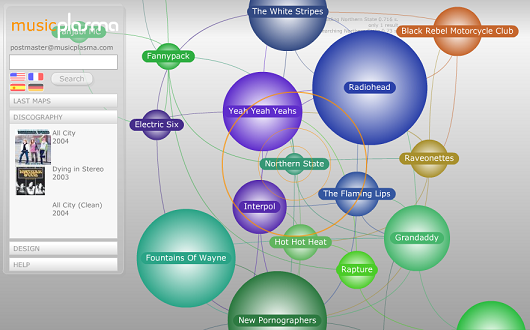 musicplasma
Panjabi MC
postmaster@musicplasma.com
Search
LAST MAPS
DISCOGRAPHY
All City
2004
Dying in Stereo
2003
All City (Clean)
2004
DESIGN
HELP
The White Stripes
Black Rebel Motorcycle Club
Fannypack
Radiohead
Yeah Yeah Yeahs
Electric Six
Northern State
Raveonettes
The Flaming Lips
Interpol
Hot Hot Heat
Grandaddy
Fountains Of Wayne
Rapture
New Pornographers